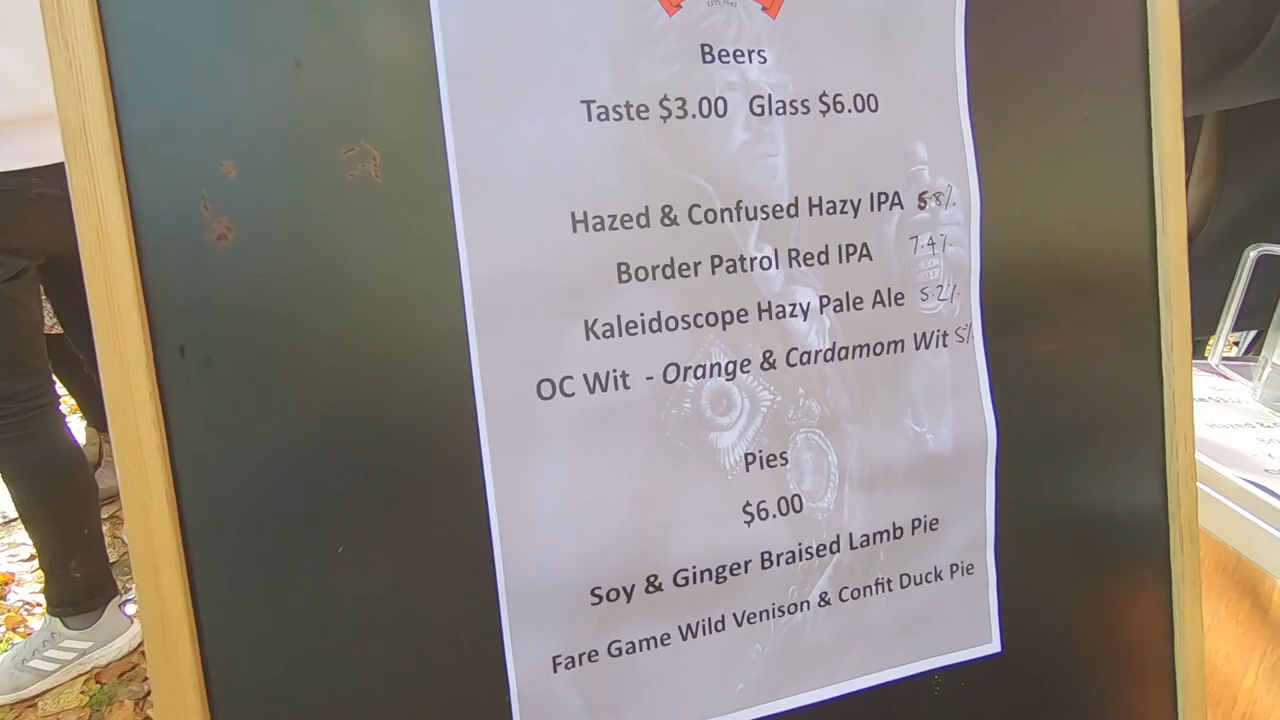 Beers
Taste $3.00 Glass $6.00
Hazed & Confused Hazy IPA 5.8%
Border Patrol Red IPA 7.4%
Kaleidoscope Hazy Pale Ale 5.2%
OC Wit - Orange & Cardamom Wit 5%
Pies
$6.00
Soy & Ginger Braised Lamb Pie
Fare Game Wild Venison & Confit Duck Pie